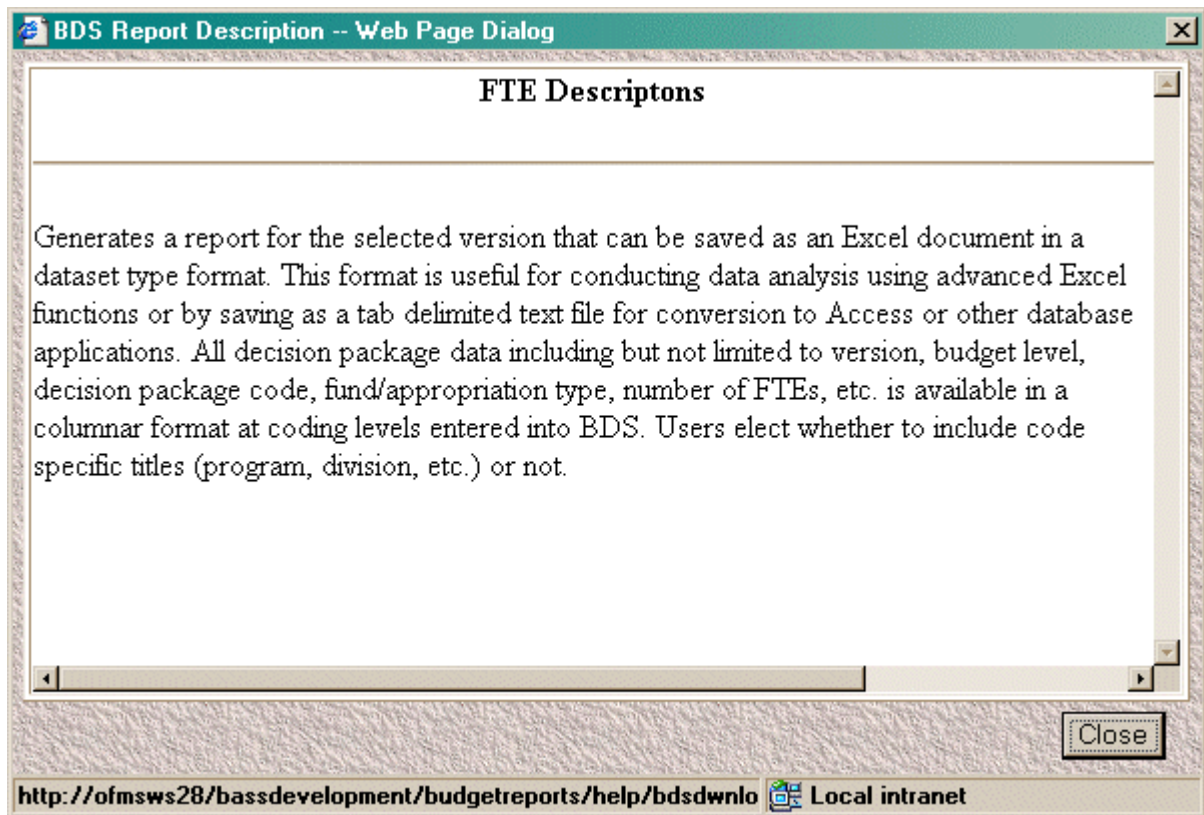 BDS Report Description -- Web Page Dialog
FTE Descriptons
Generates a report for the selected version that can be saved as an Excel document in a
dataset type format. This format is useful for conducting data analysis using advanced Excel
functions or by saving as a tab delimited text file for conversion to Access or other database
applications. All decision package data including but not limited to version, budget level,
decision package code, fund/appropriation type, number of FTEs, etc. is available in a
columnar format at coding levels entered into BDS. Users elect whether to include code
specific titles (program, division, etc.) or not.
Close
http://ofmsws28/bassdevelopment/budgetreports/help/bdsdwnlo Local intranet